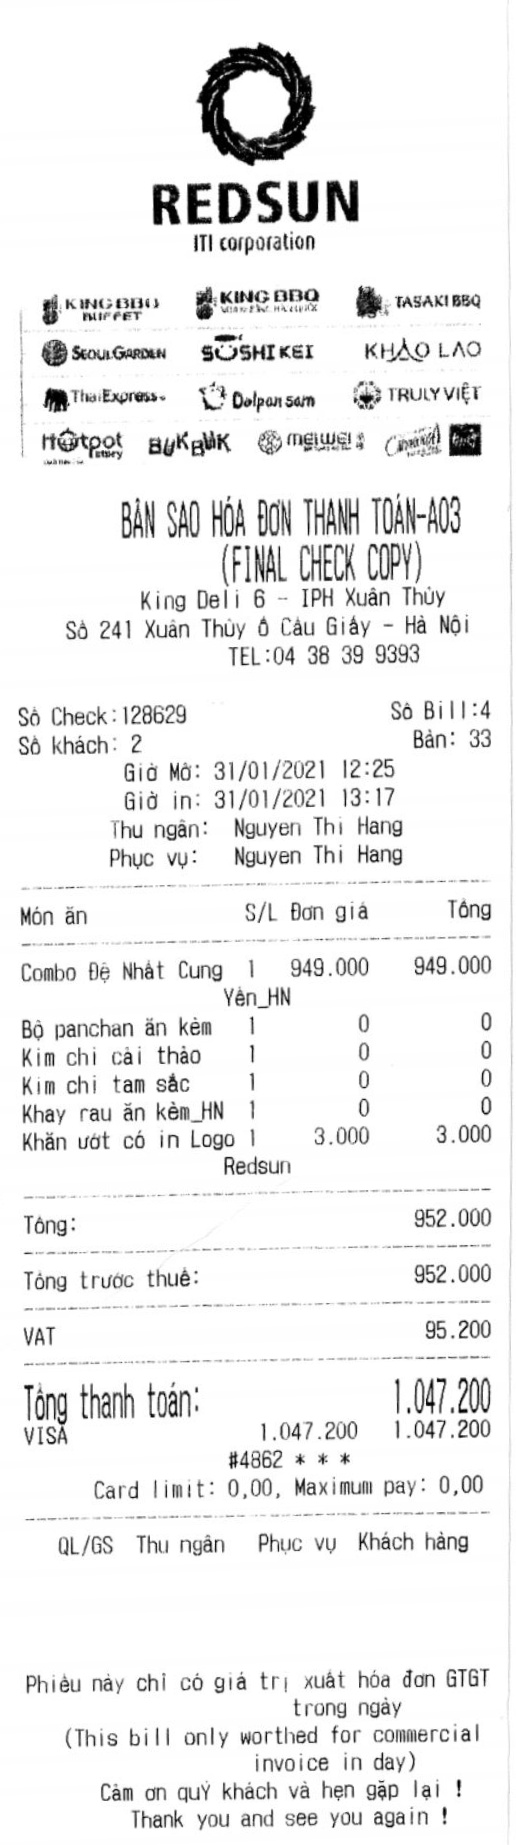 REDSUN
ITI corporation
KING BBQ BUFFET
KING BBQ
TASAKI BBQ
SEOUL GARDEN
SUSHI KEI
KHAO LAO
ThaiExpress
Dolpan sam
TRULY VIỆT
Hotpot story
BUK BUK
meiwei
BẢN SAO HÓA ĐƠN THANH TOÁN-A03
(FINAL CHECK COPY)
King Deli 6 - IPH Xuân Thủy
Số 241 Xuân Thủy Ô Cầu Giấy - Hà Nội
TEL:04 38 39 9393
Số Check:128629 Số Bill:4
Số khách: 2 Bàn: 33
Giờ Mở: 31/01/2021 12:25
Giờ in: 31/01/2021 13:17
Thu ngân: Nguyen Thi Hang
Phục vụ: Nguyen Thi Hang
Món ăn S/L Đơn giá Tổng
Combo Đệ Nhất Cung 1 949.000 949.000
Yên_HN
Bộ panchan ăn kèm 1 0 0
Kim chi cải thảo 1 0 0
Kim chi tam sắc 1 0 0
Khay rau ăn kèm_HN 1 0 0
Khăn ướt có in Logo 1 3.000 3.000
Redsun
Tổng: 952.000
Tổng trước thuế: 952.000
VAT 95.200
Tổng thanh toán: 1.047.200
VISA 1.047.200 1.047.200
#4862 * * *
Card limit: 0,00, Maximum pay: 0,00
QL/GS Thu ngân Phục vụ Khách hàng
Phiếu này chỉ có giá trị xuất hóa đơn GTGT
trong ngày
(This bill only worthed for commercial
invoice in day)
Cảm ơn quý khách và hẹn gặp lại !
Thank you and see you again !